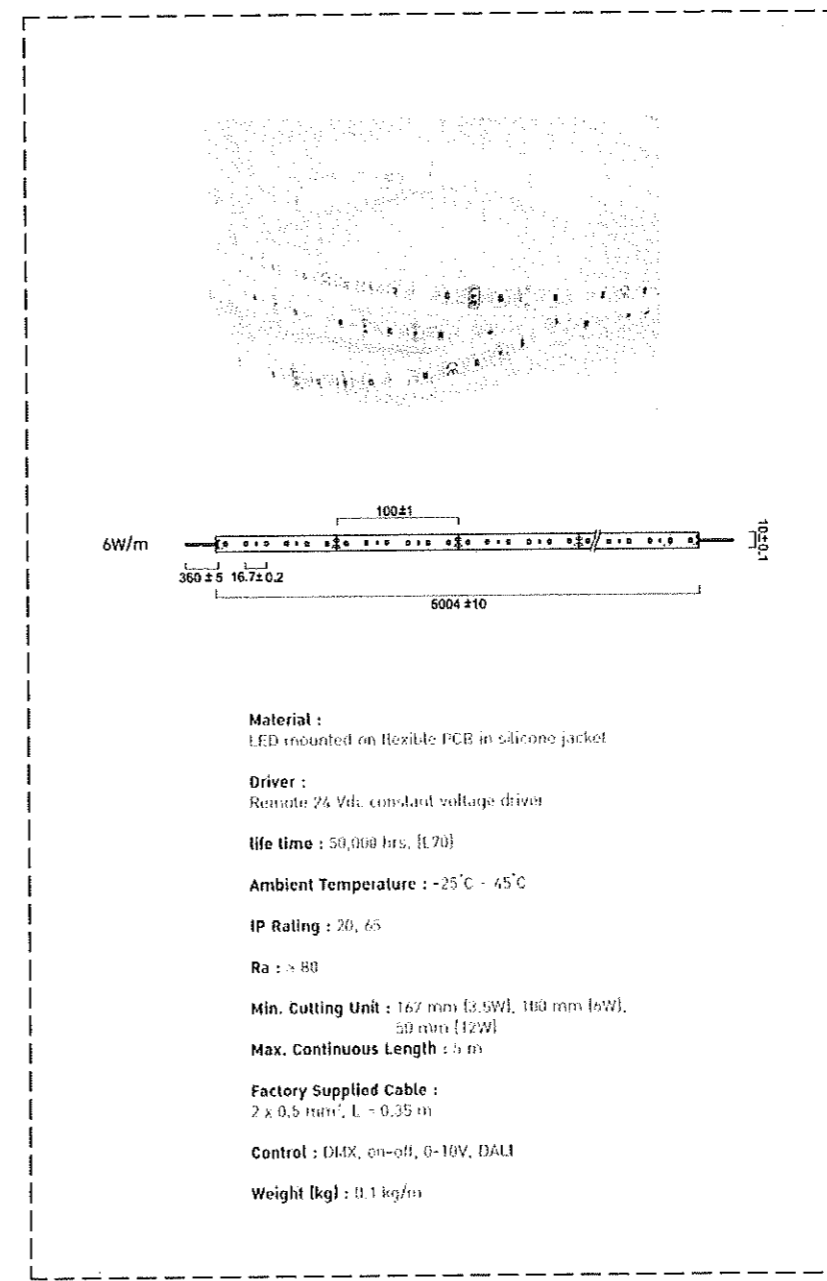 100±1
6W/m
10±0.1
360 ± 5 16.7±0.2
5004 ±10
Material :
LED mounted on flexible PCB in silicone jacket
Driver :
Remote 24 Vdc constant voltage driver
life time : 50,000 hrs, (L70)
Ambient Temperature : -25°C - 45°C
IP Rating : 20, 65
Ra : > 80
Min. Cutting Unit : 167 mm (3.5W), 100 mm (6W),
50 mm (12W)
Max. Continuous Length : 5 m
Factory Supplied Cable :
2 x 0.5 mm², L = 0.35 m
Control : DMX, on-off, 0-10V, DALI
Weight (kg) : 0.1 kg/m